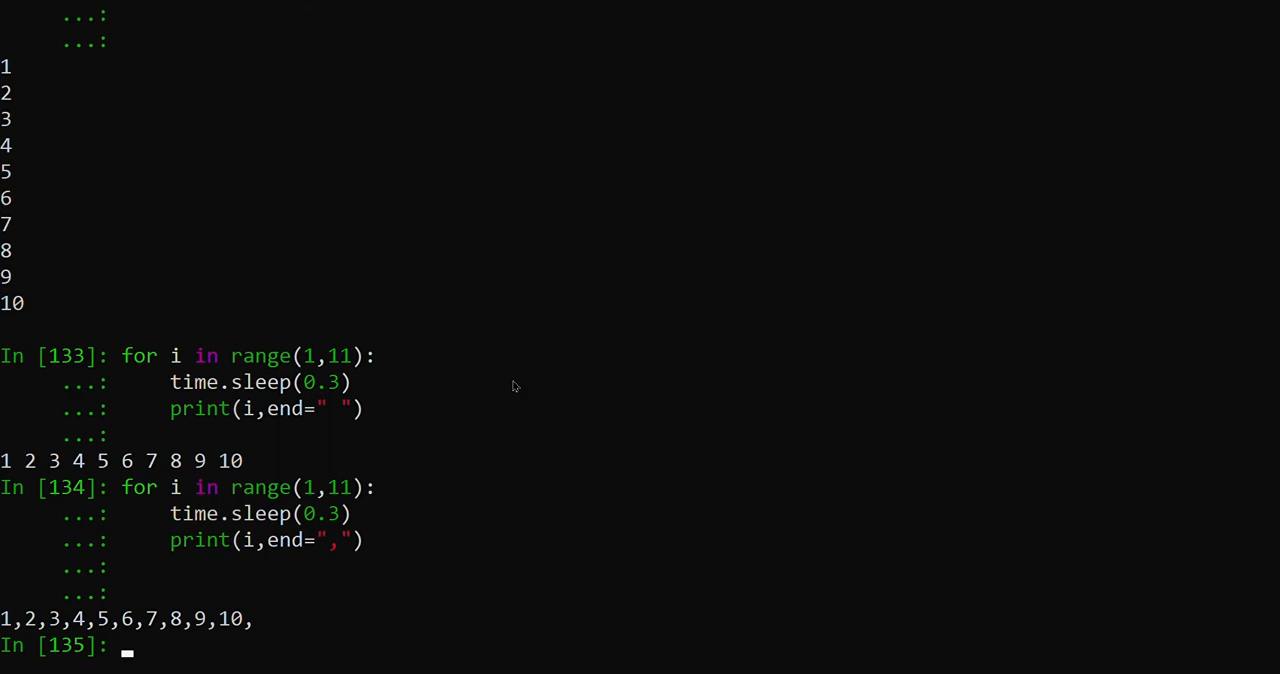 ...:
...:
1
2
3
4
5
6
7
8
9
10
In [133]: for i in range(1,11):
...:     time.sleep(0.3)
...:     print(i,end=" ")
...:
1 2 3 4 5 6 7 8 9 10
In [134]: for i in range(1,11):
...:     time.sleep(0.3)
...:     print(i,end=",")
...:
...:
1,2,3,4,5,6,7,8,9,10,
In [135]: